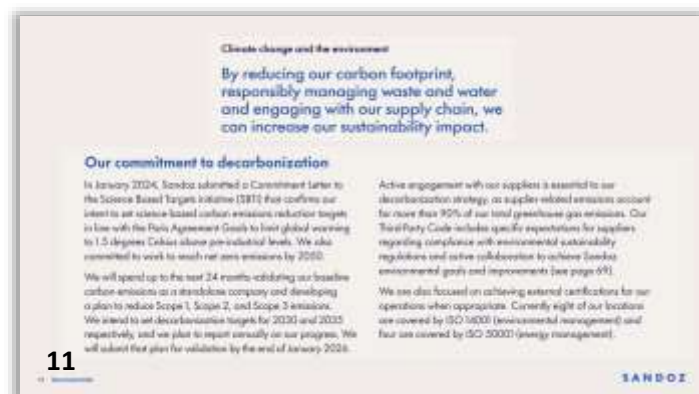 Climate change and the environment
By reducing our carbon footprint,
responsibly managing waste and water
and engaging with our supply chain, we
can increase our sustainability impact.
Our commitment to decarbonization
In January 2024, Sandoz submitted a Commitment Letter to
the Science Based Targets initiative (SBTi) that confirms our
intent to set science-based carbon emissions reduction targets
in line with the Paris Agreement Goals to limit global warming
to 1.5 degrees Celsius above pre-industrial levels. We also
committed to work to reach net zero emissions by 2050.
We will spend up to the next 24 months validating our baseline
carbon emissions as a standalone company and developing
a plan to reduce Scope 1, Scope 2, and Scope 3 emissions.
We intend to set decarbonization targets for 2030 and 2035
respectively, and we plan to report annually on our progress. We
will submit that plan for validation by the end of January 2026.
Active engagement with our suppliers is essential to our
decarbonization strategy, as supplier-related emissions account
for more than 90% of our total greenhouse gas emissions. Our
Third-Party Code includes specific expectations for suppliers
regarding compliance with environmental sustainability
regulations and active collaboration to achieve Sandoz
environmental goals and improvements (see page 69).
We are also focused on achieving external certifications for our
operations when appropriate. Currently eight of our locations
are covered by ISO 14001 (environmental management) and
four are covered by ISO 50001 (energy management).
11
SANDOZ